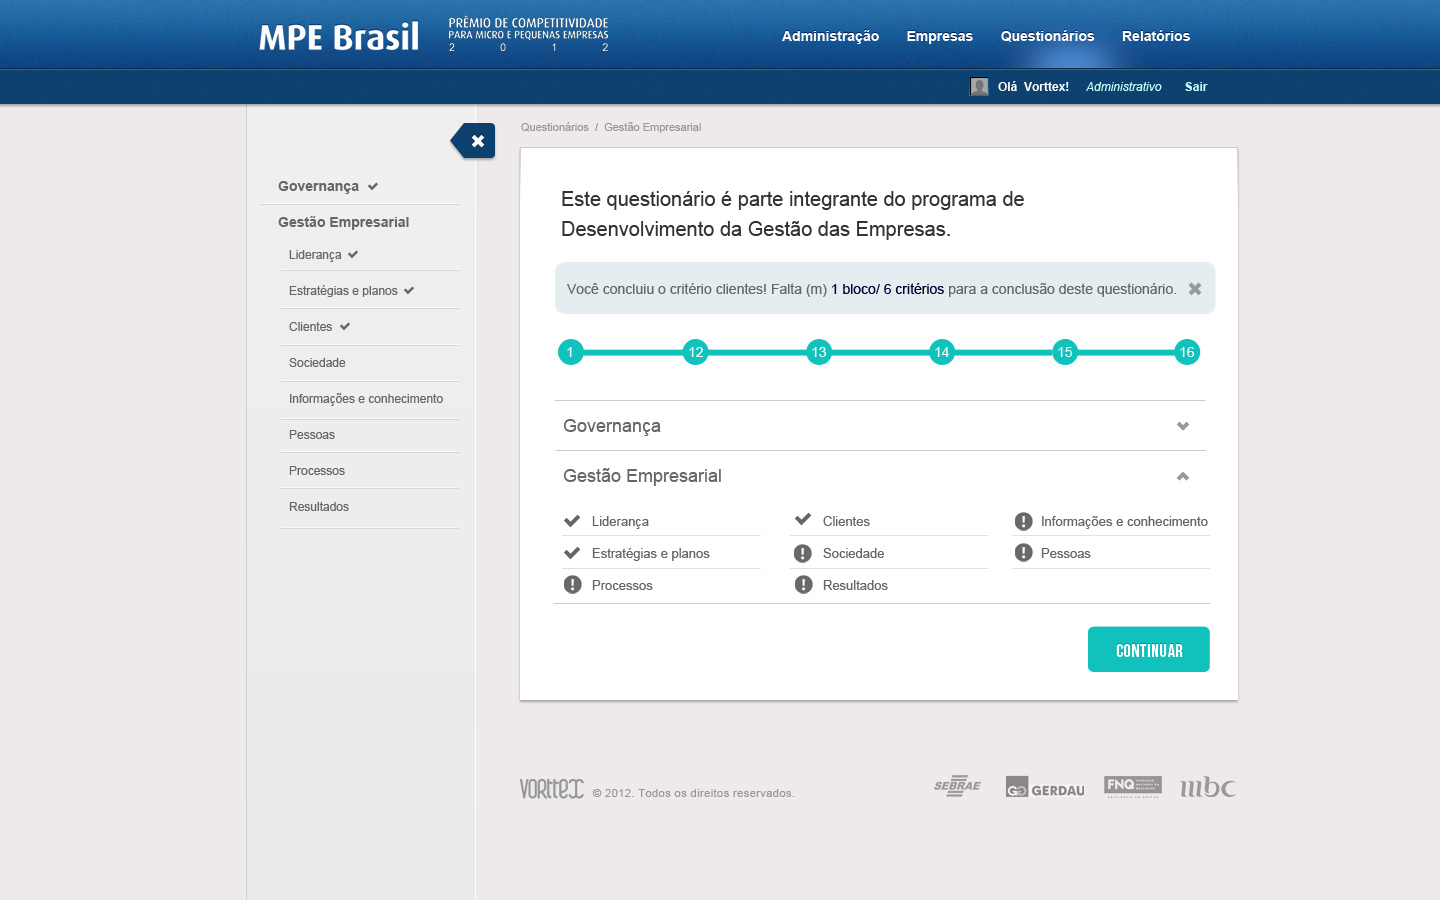 MPE Brasil
PRÊMIO DE COMPETITIVIDADE
PARA MICRO E PEQUENAS EMPRESAS
2 0 1 2
Administração Empresas Questionários Relatórios
Olá Vorttex! Administrativo Sair
Questionários / Gestão Empresarial
Governança
Gestão Empresarial
Liderança
Estratégias e planos
Clientes
Sociedade
Informações e conhecimento
Pessoas
Processos
Resultados
Este questionário é parte integrante do programa de
Desenvolvimento da Gestão das Empresas.
Você concluiu o critério clientes! Falta (m) 1 bloco/ 6 critérios para a conclusão deste questionário.
1 12 13 14 15 16
Governança
Gestão Empresarial
Liderança Clientes Informações e conhecimento
Estratégias e planos Sociedade Pessoas
Processos Resultados
CONTINUAR
VORTTEX © 2012. Todos os direitos reservados.
SEBRAE GG GERDAU FNQ mbc